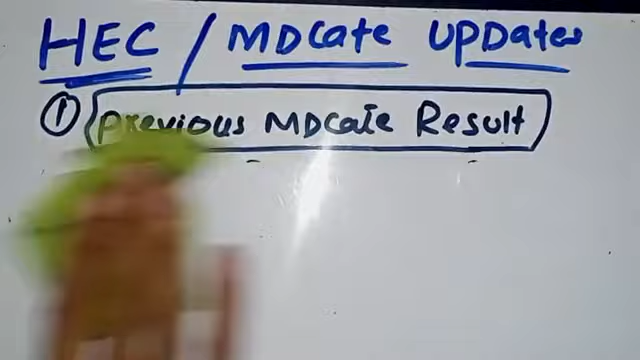 HEC / MDCate UPDates
① Previous MDCate Result